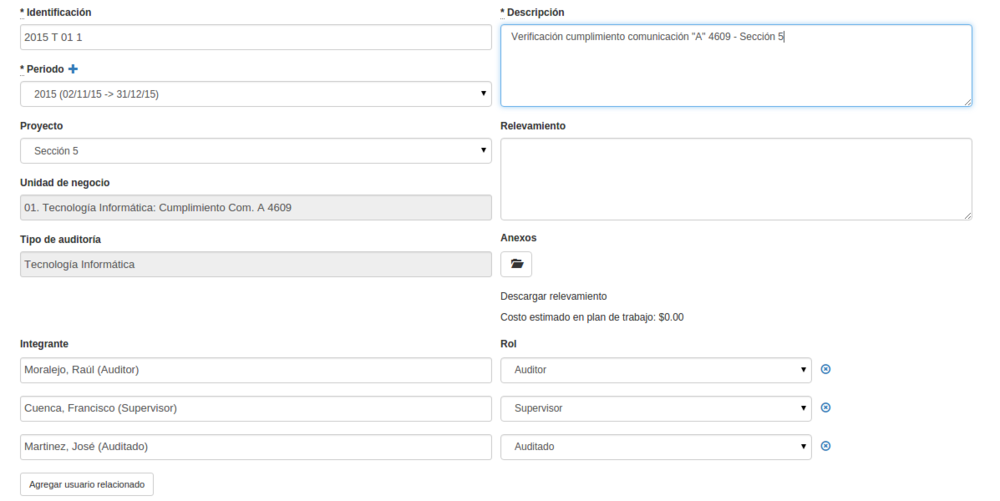 * Identificación
2015 T 01 1
* Periodo
2015 (02/11/15 -> 31/12/15)
Proyecto
Sección 5
Unidad de negocio
01. Tecnología Informática: Cumplimiento Com. A 4609
Tipo de auditoría
Tecnología Informática
* Descripción
Verificación cumplimiento comunicación "A" 4609 - Sección 5
Relevamiento
Anexos
Descargar relevamiento
Costo estimado en plan de trabajo: $0.00
Integrante Rol
Moralejo, Raúl (Auditor) Auditor
Cuenca, Francisco (Supervisor) Supervisor
Martinez, José (Auditado) Auditado
Agregar usuario relacionado